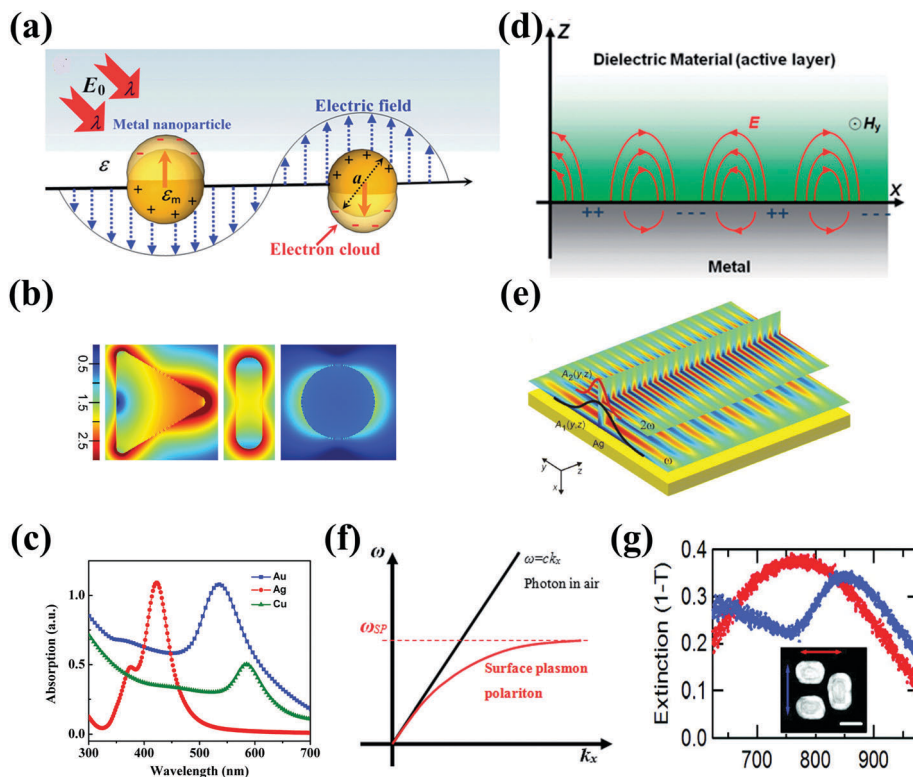 (a)
E₀
λ
λ
Metal nanoparticle
Electric field
ε
εm
a
Electron cloud
(b)
0.5
1.5
2.5
(c)
Absorption (a.u.)
1.0
0.5
0.0
Au
Ag
Cu
300 400 500 600 700
Wavelength (nm)
(d)
Z
Dielectric Material (active layer)
E
Hy
X
++ - - - ++ - - -
Metal
(e)
A₂(y,z)
A₁(y,z)
Ag
2ω
ω
y
z
x
(f)
ω
ω=ckx
Photon in air
ωSP
Surface plasmon
polariton
kx
(g)
Extinction (1-T)
0.4
0.3
0.2
0.1
0
700 800 900